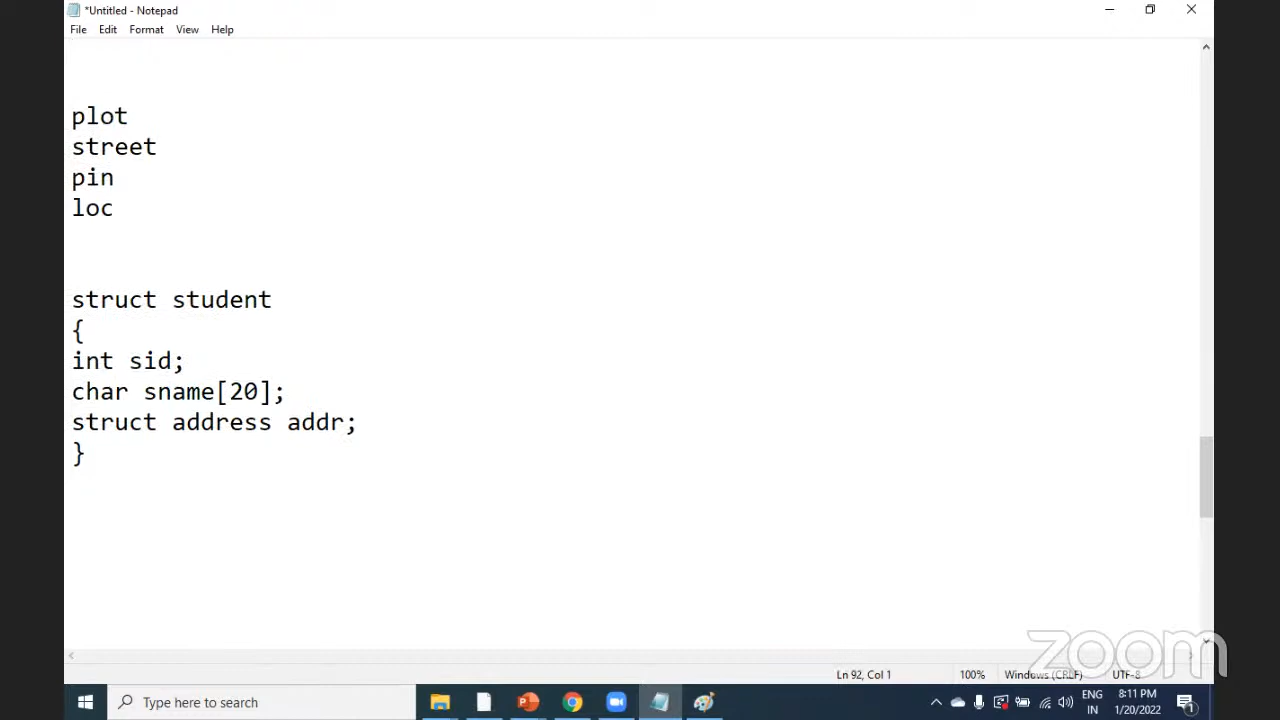 *Untitled - Notepad
File Edit Format View Help
plot
street
pin
loc
struct student
{
int sid;
char sname[20];
struct address addr;
}
zoom
Ln 92, Col 1 100% Windows (CRLF) UTF-8
Type here to search
ENG 8:11 PM
IN 1/20/2022 1